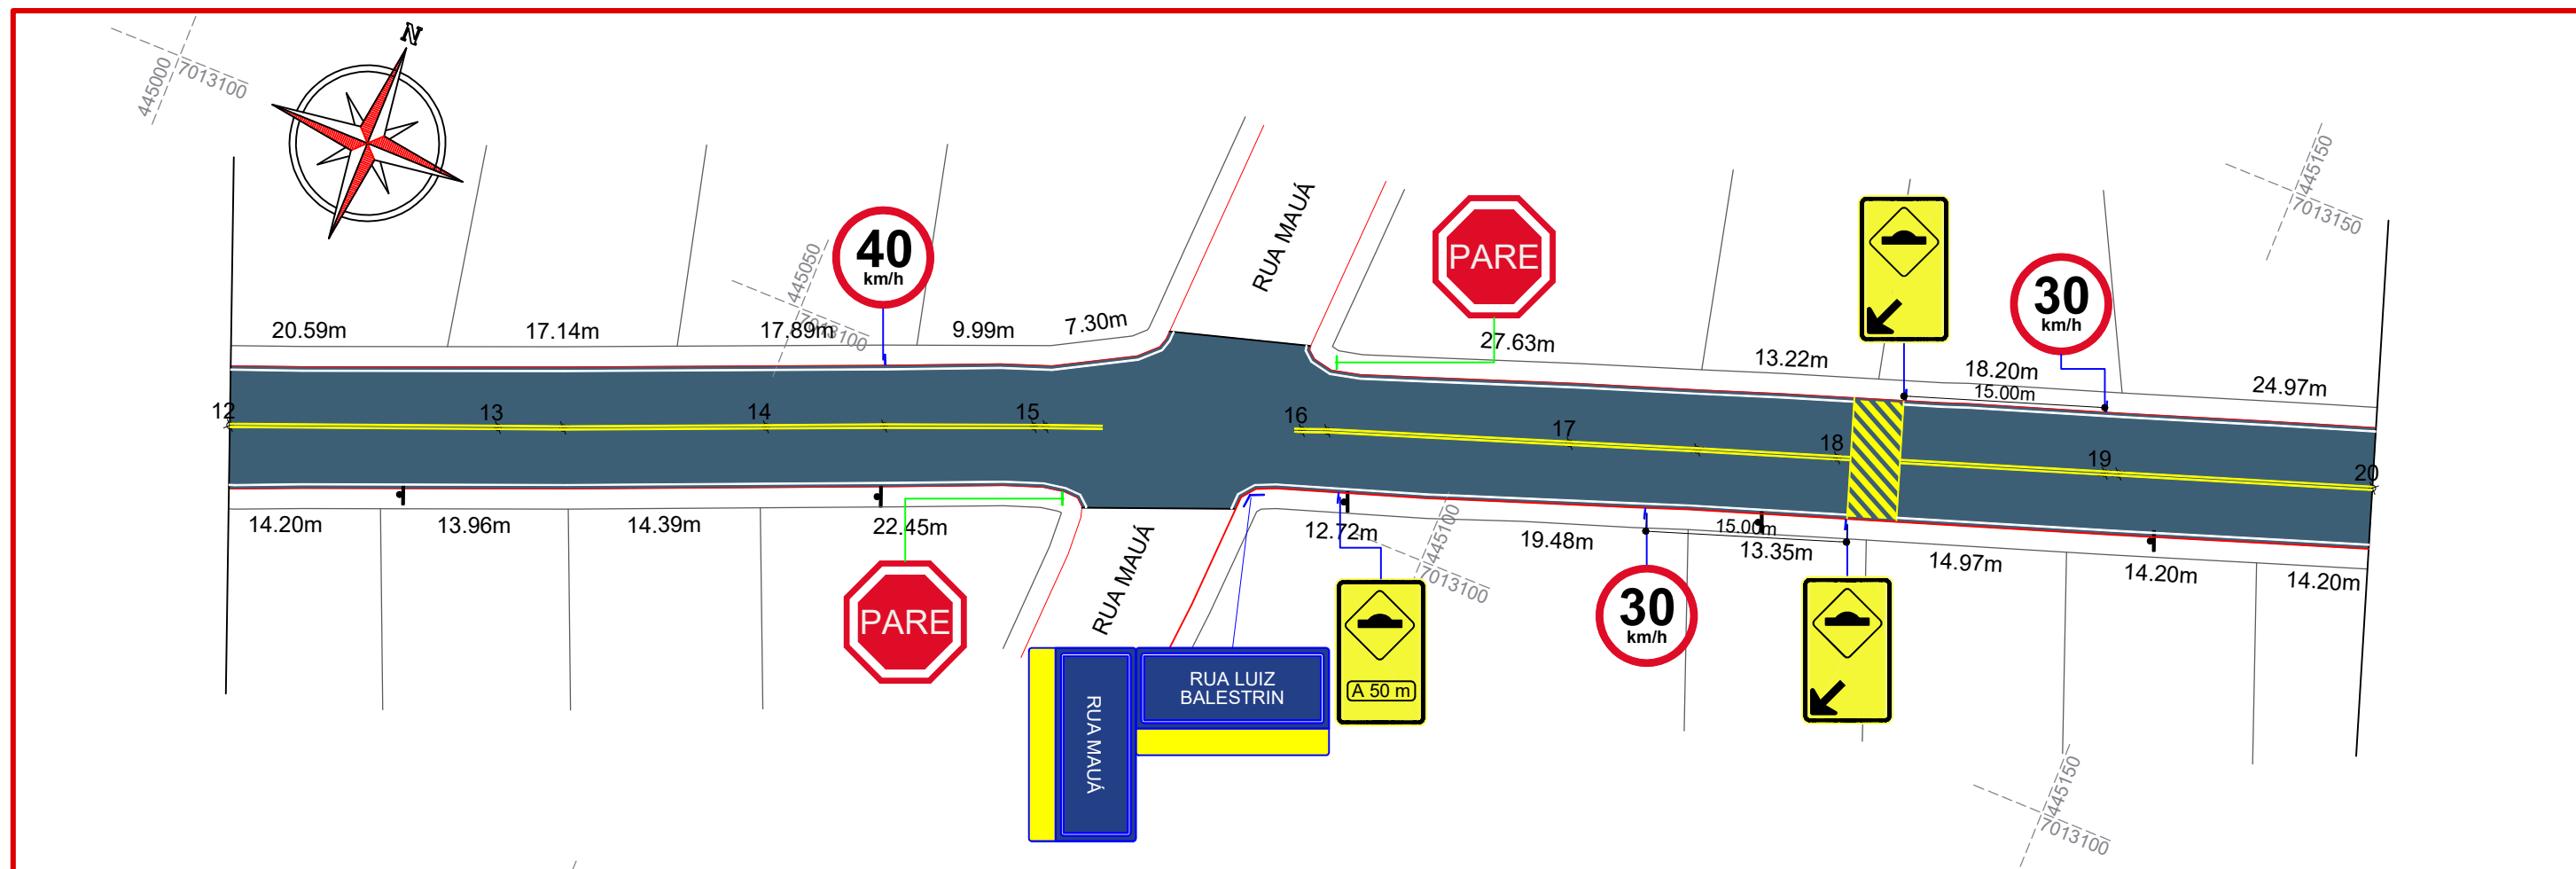 N
445000
7013100
445150
7013150
RUA MAUÁ
PARE
40
km/h
445050
7013100
30
km/h
20.59m
17.14m
17.89m
9.99m
7.30m
27.63m
13.22m
18.20m
15.00m
24.97m
12
13
14
15
16
17
18
19
20
14.20m
13.96m
14.39m
22.45m
12.72m
19.48m
15.00m
13.35m
14.97m
14.20m
14.20m
445100
7013100
RUA MAUÁ
PARE
30
km/h
RUA LUIZ
BALESTRIN
A 50 m
RUA MAUÁ
445150
7013100